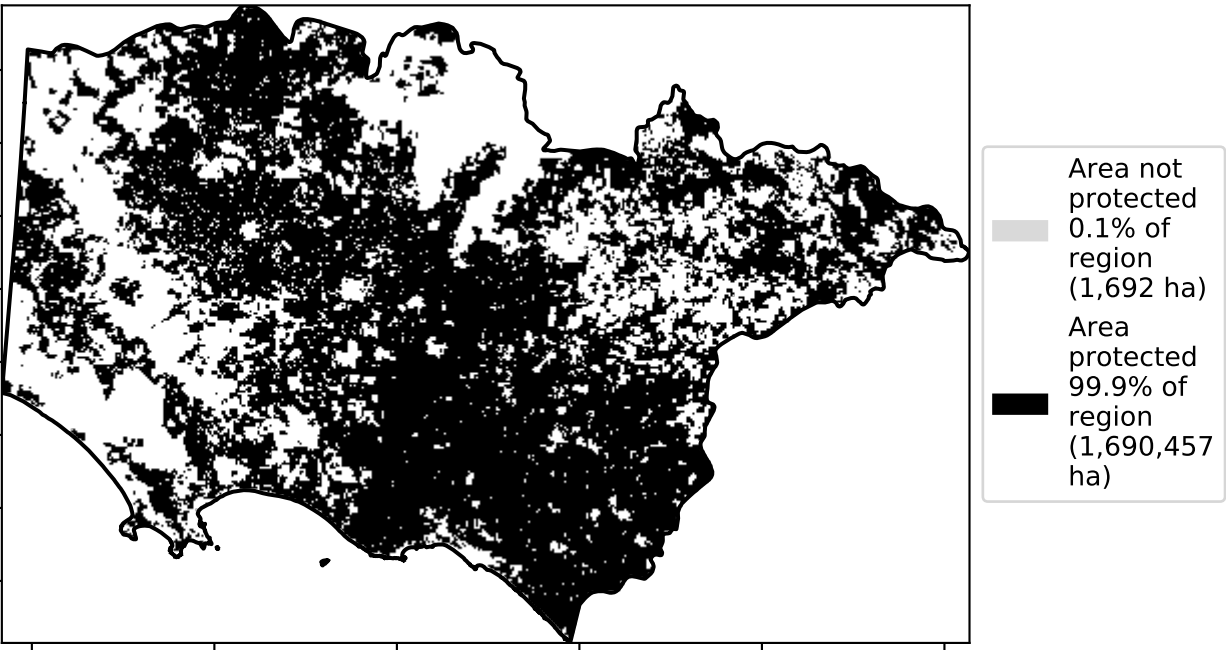 Area not
protected
0.1% of
region
(1,692 ha)
Area
protected
99.9% of
region
(1,690,457
ha)